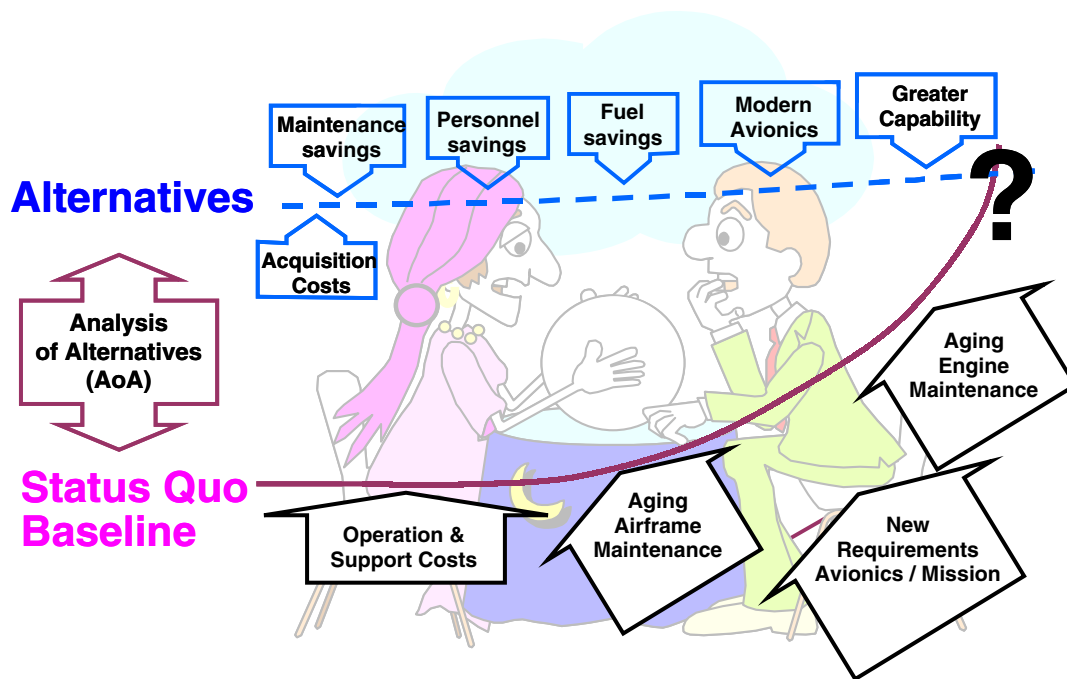 Maintenance
savings
Personnel
savings
Fuel
savings
Modern
Avionics
Greater
Capability
Alternatives
?
Acquisition
Costs
Analysis
of Alternatives
(AoA)
Aging
Engine
Maintenance
Status Quo
Baseline
Operation &
Support Costs
Aging
Airframe
Maintenance
New
Requirements
Avionics / Mission